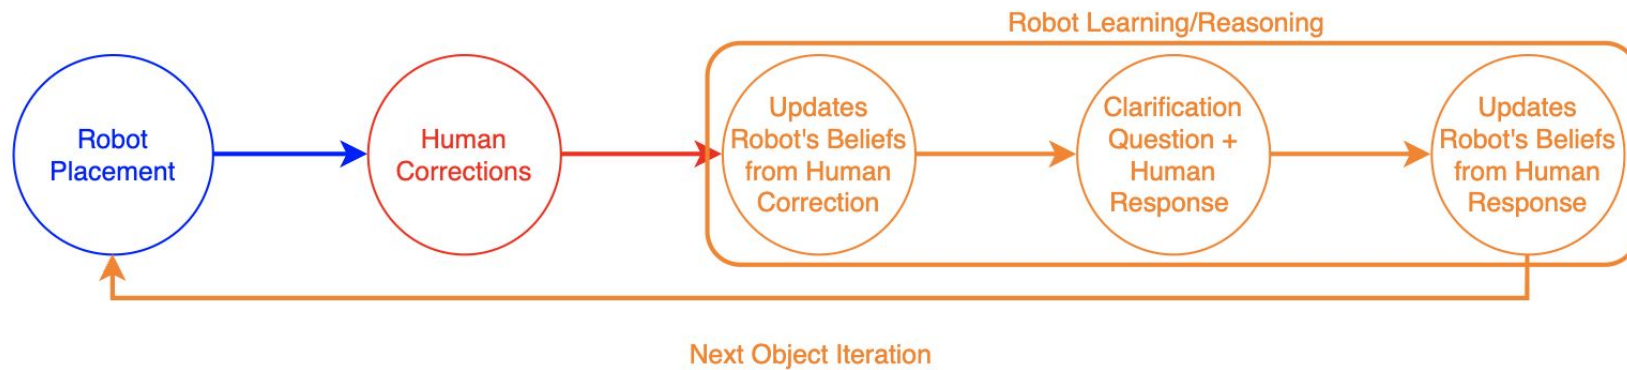 Robot Learning/Reasoning
Robot
Placement
Human
Corrections
Updates
Robot's Beliefs
from Human
Correction
Clarification
Question +
Human
Response
Updates
Robot's Beliefs
from Human
Response
Next Object Iteration